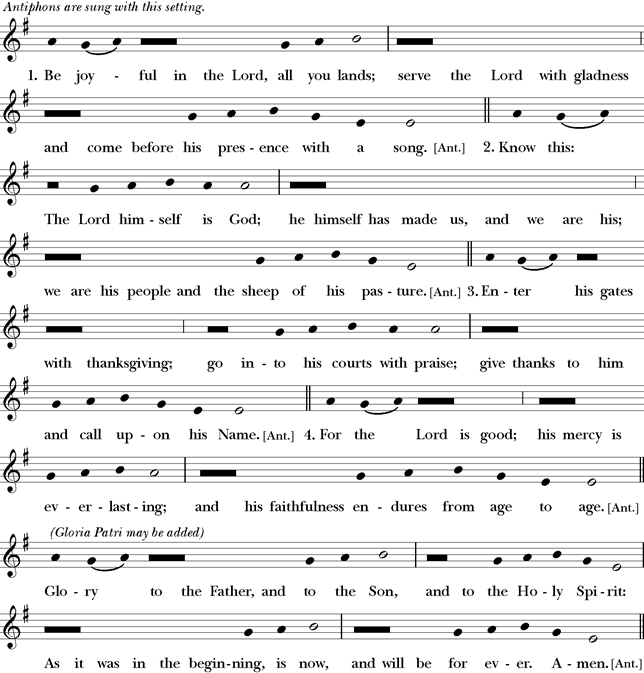 Antiphons are sung with this setting.
1. Be joy - ful in the Lord, all you lands; serve the Lord with gladness
and come before his pres - ence with a song. [Ant.] 2. Know this:
The Lord him - self is God; he himself has made us, and we are his;
we are his people and the sheep of his pas - ture. [Ant.] 3. En - ter his gates
with thanksgiving; go in - to his courts with praise; give thanks to him
and call up - on his Name. [Ant.] 4. For the Lord is good; his mercy is
ev - er - last - ing; and his faithfulness en - dures from age to age. [Ant.]
(Gloria Patri may be added)
Glo - ry to the Father, and to the Son, and to the Ho - ly Spir - it:
As it was in the begin - ning, is now, and will be for ev - er. A - men. [Ant.]